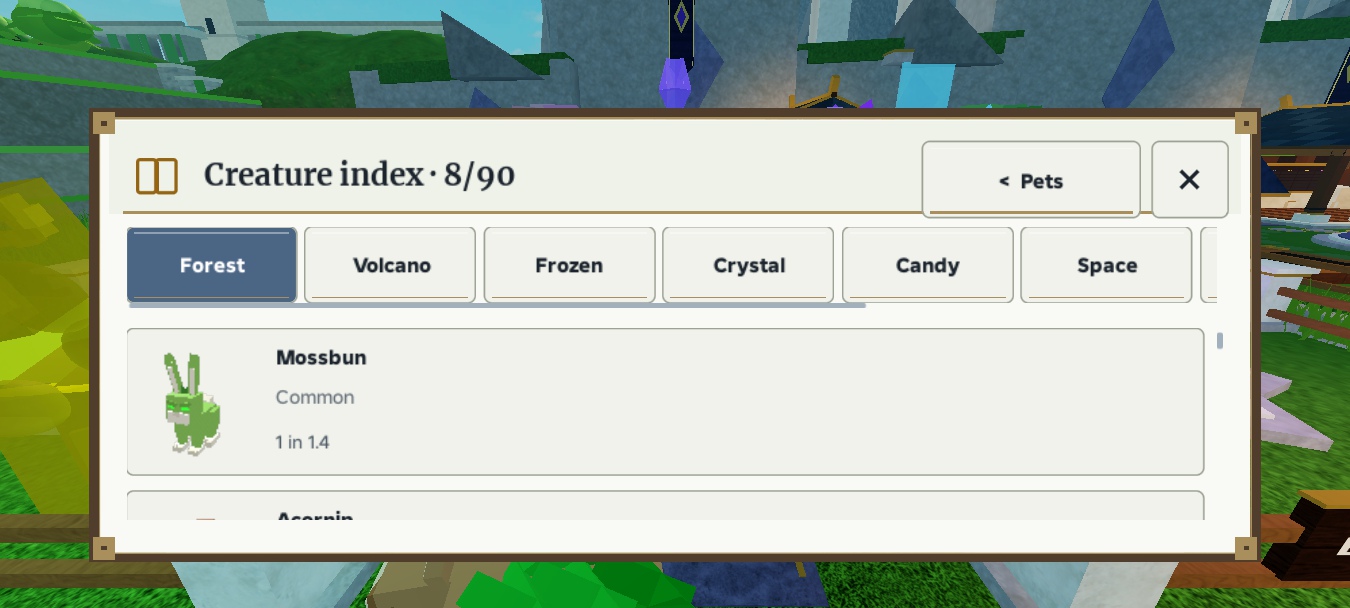 Creature index · 8/90
< Pets
×
Forest
Volcano
Frozen
Crystal
Candy
Space
Mossbun
Common
1 in 1.4